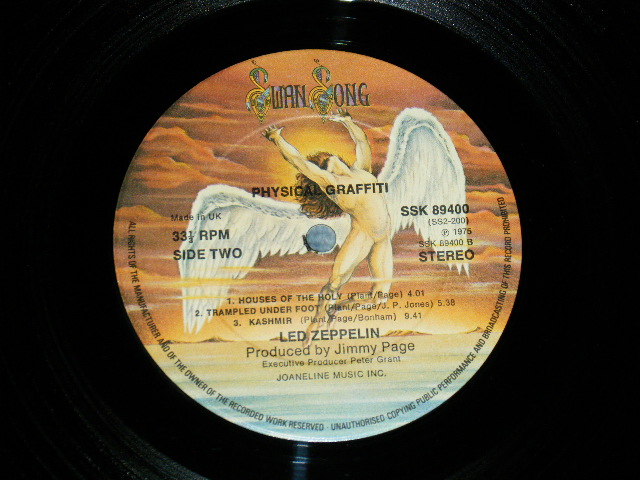 SWAN SONG
PHYSICAL GRAFFITI
Made in UK
33⅓ RPM
SIDE TWO
SSK 89400
(SS2-200)
℗ 1975
SSK 89400 B
STEREO
1. HOUSES OF THE HOLY (Plant/Page) 4.01
2. TRAMPLED UNDER FOOT (Plant/Page/J. P. Jones) 5.38
3. KASHMIR (Plant/Page/Bonham) 9.41
LED ZEPPELIN
Produced by Jimmy Page
Executive Producer Peter Grant
JOANELINE MUSIC INC.
ALL RIGHTS OF THE MANUFACTURER AND OF THE OWNER OF THE RECORDED WORK RESERVED · UNAUTHORISED COPYING PUBLIC PERFORMANCE AND BROADCASTING OF THIS RECORD PROHIBITED